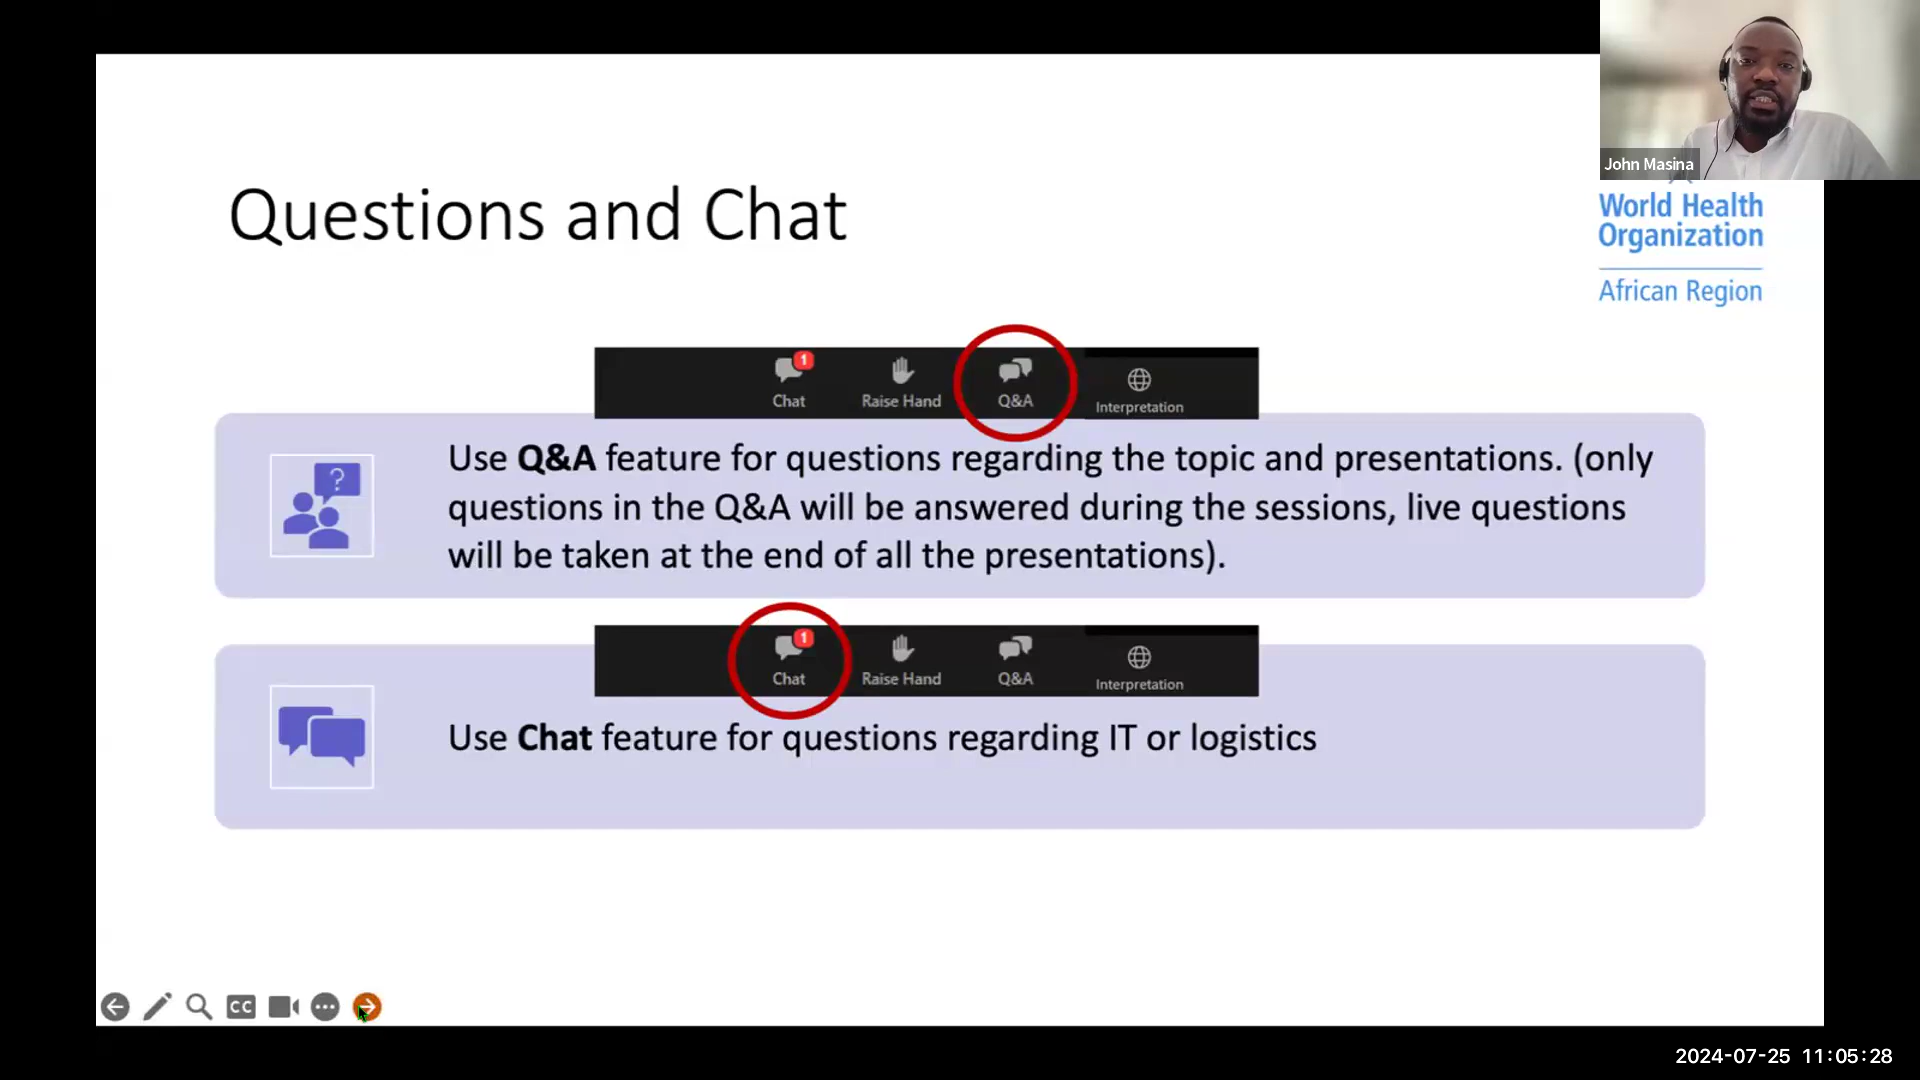 John Masina
World Health
Organization
African Region
Questions and Chat
1
Chat
Raise Hand
Q&A
Interpretation
?
Use Q&A feature for questions regarding the topic and presentations. (only
questions in the Q&A will be answered during the sessions, live questions
will be taken at the end of all the presentations).
1
Chat
Raise Hand
Q&A
Interpretation
Use Chat feature for questions regarding IT or logistics
CC
2024-07-25 11:05:28